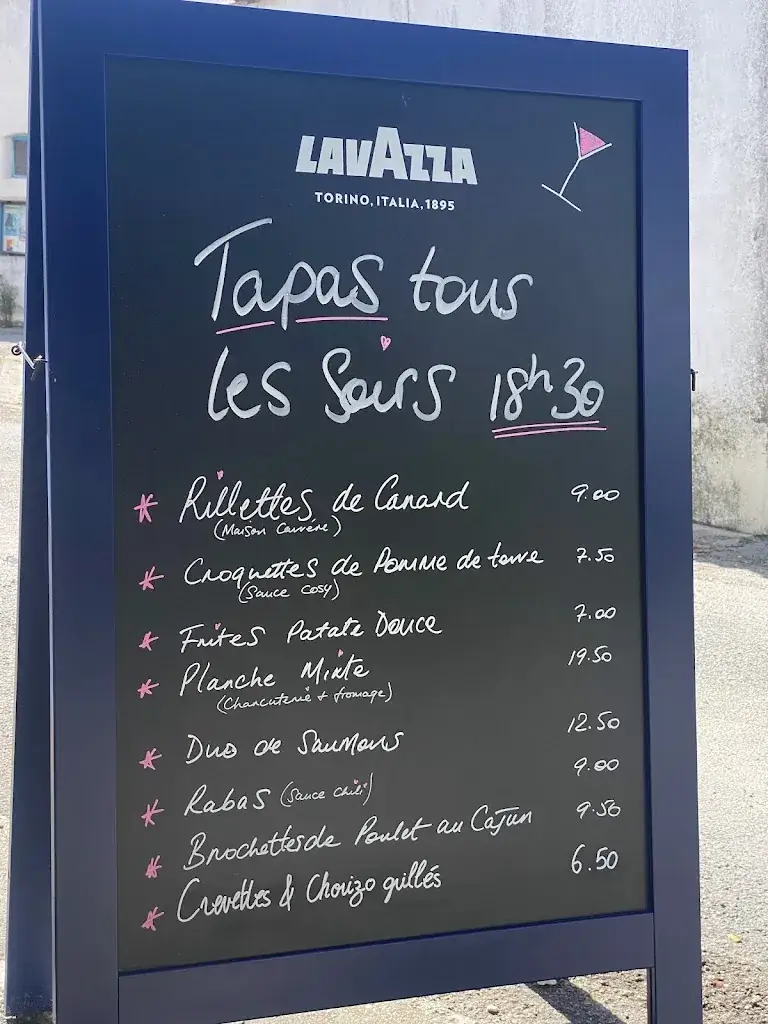 LAVAZZA
TORINO, ITALIA, 1895
Tapas tous
les Soirs 18h30
* Rillettes de Canard 9.00
(Maison Carrère)
* Croquettes de Pomme de terre 7.50
(Sauce cosy)
* Frites Patate Douce 7.00
* Planche Mixte 19.50
(Charcuterie + fromage)
* Duo de Saumons 12.50
* Rabas (Sauce chili) 9.00
* Brochettes de Poulet au Cajun 9.50
* Crevettes & Chorizo grillés 6.50